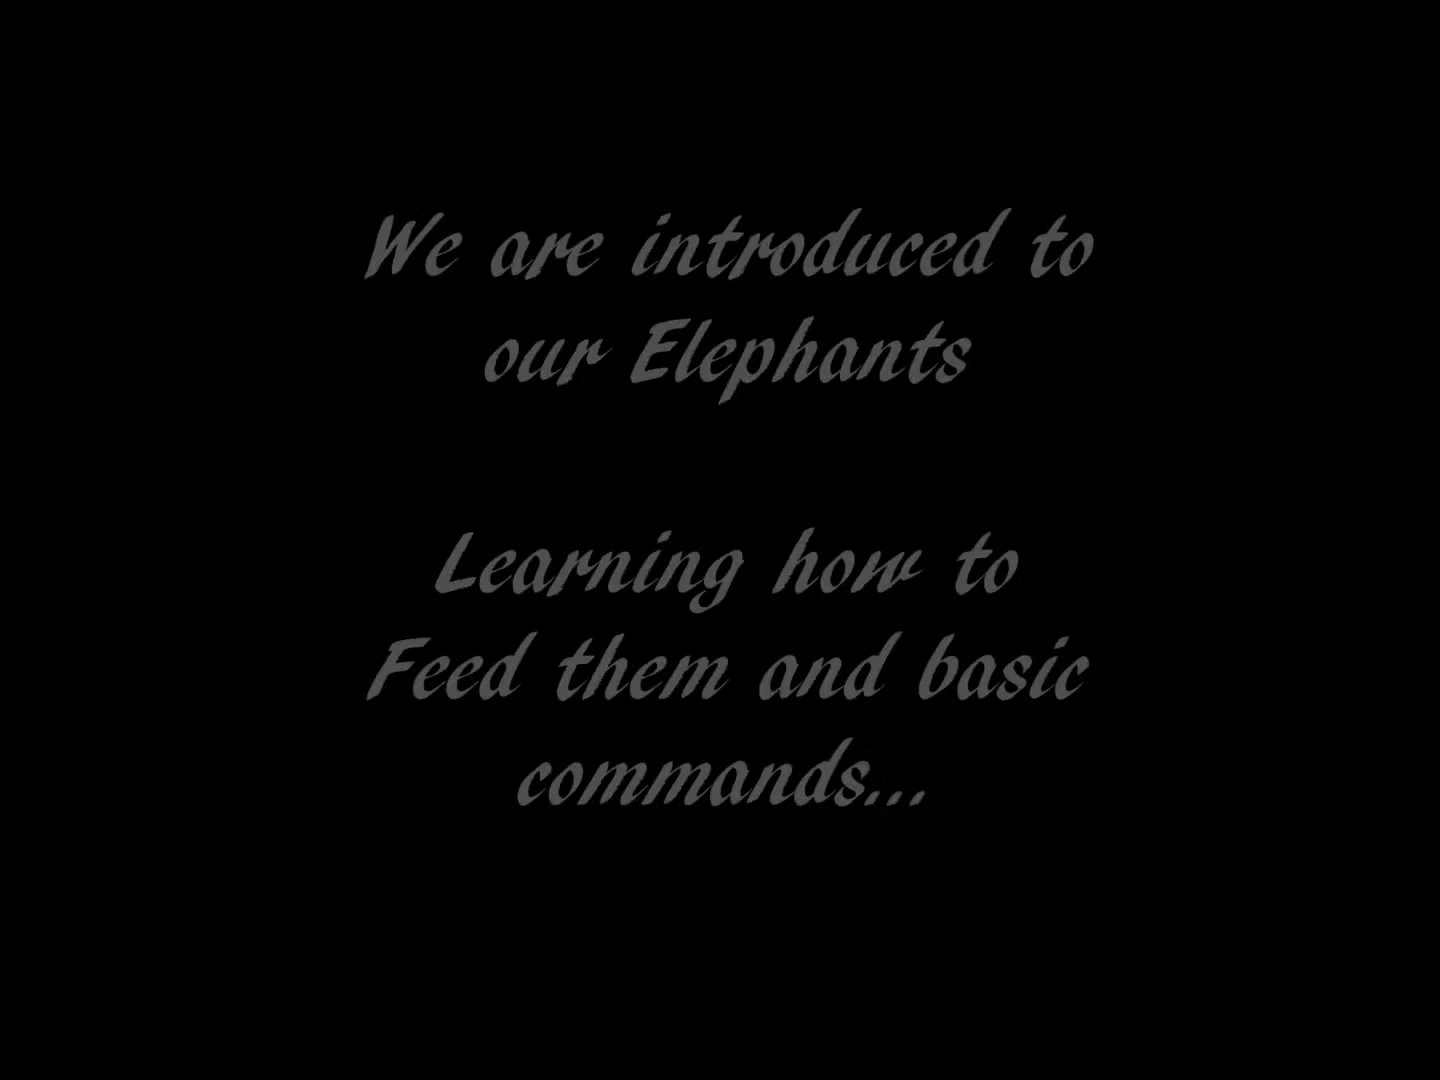 We are introduced to
our Elephants
Learning how to
Feed them and basic
commands...